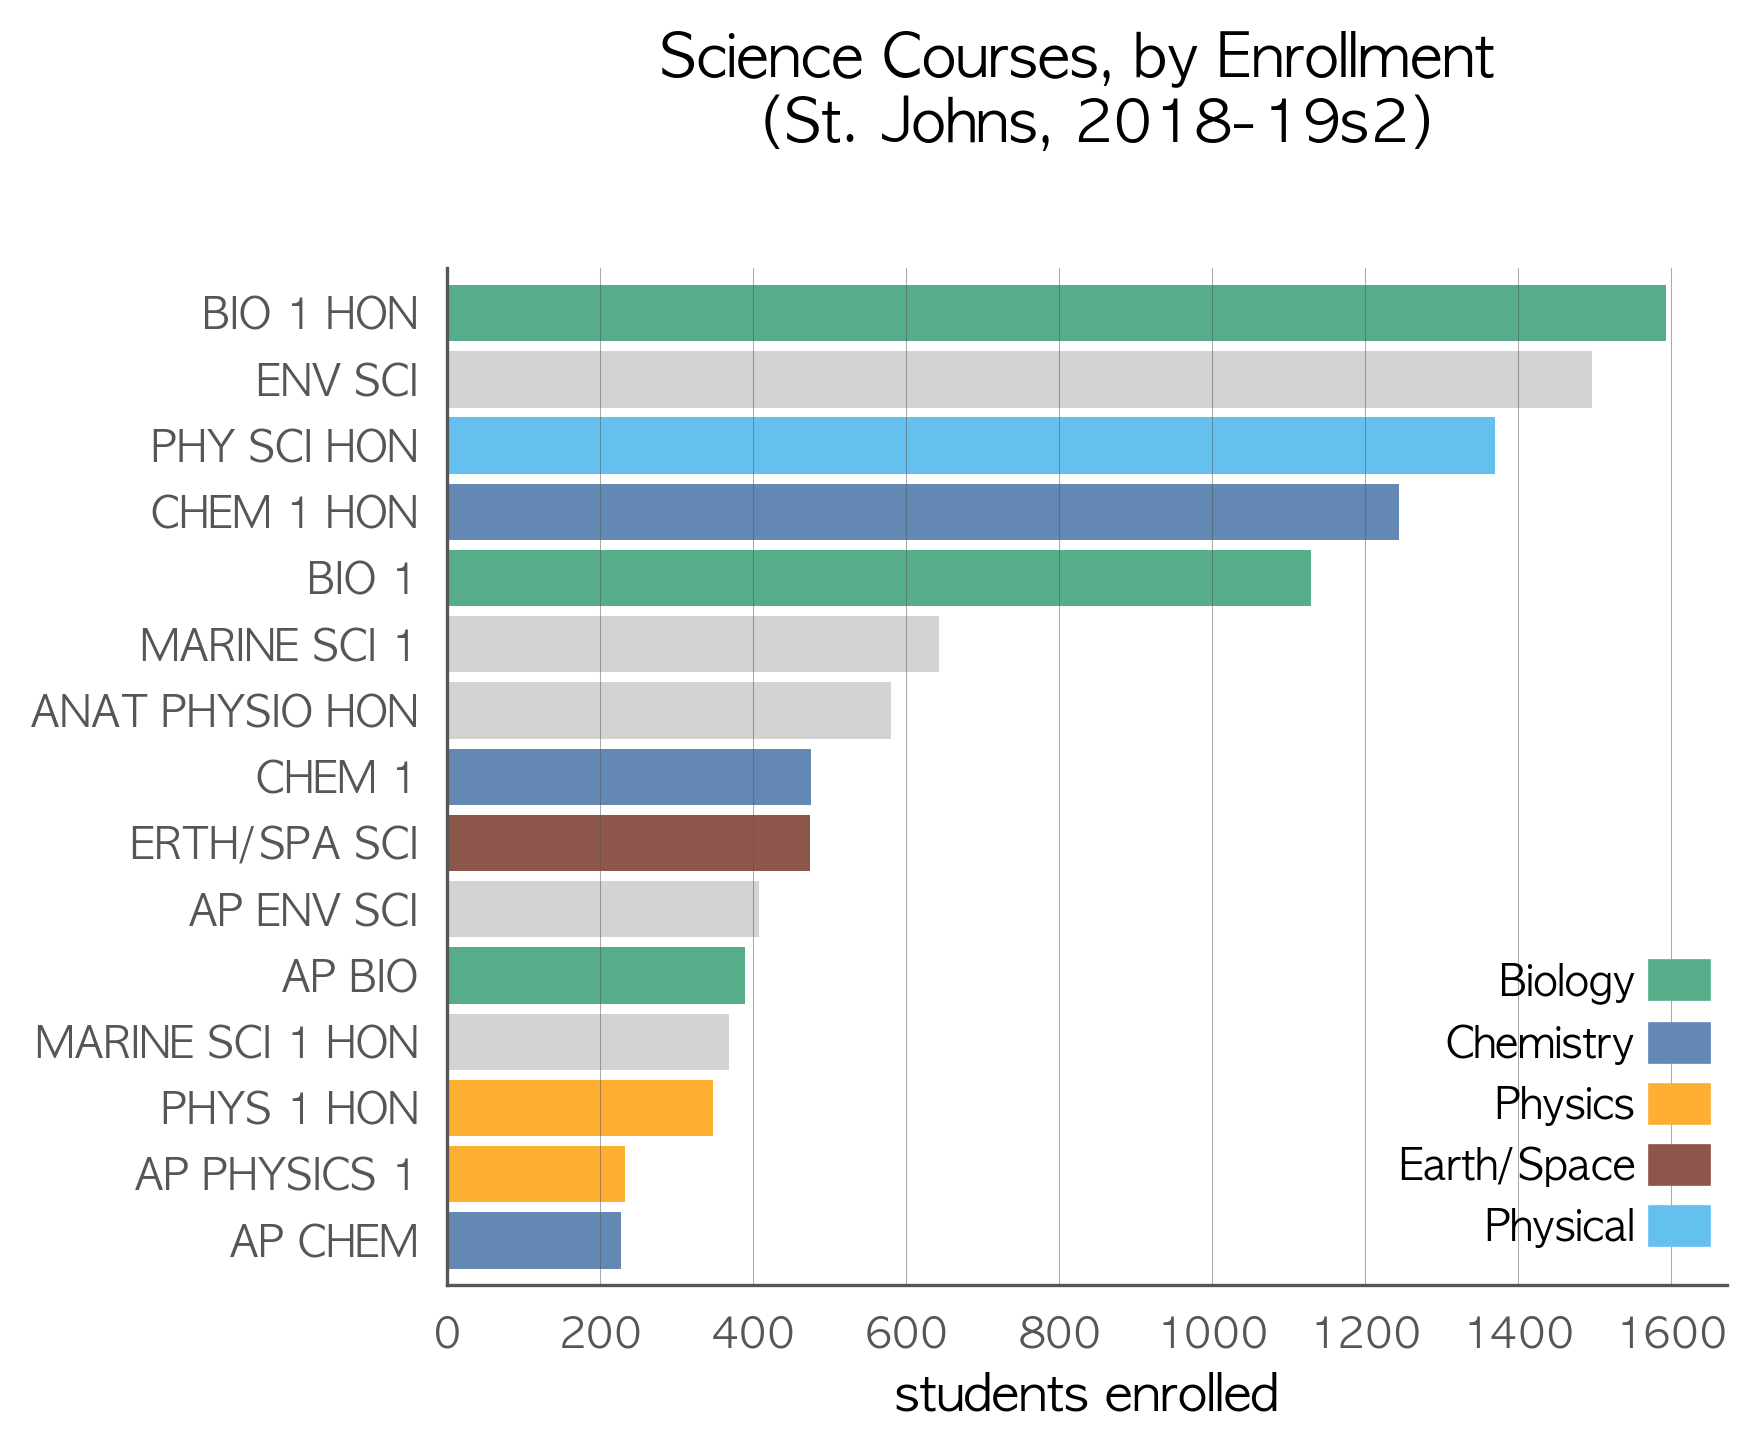 Science Courses, by Enrollment
(St. Johns, 2018-19s2)
BIO 1 HON
ENV SCI
PHY SCI HON
CHEM 1 HON
BIO 1
MARINE SCI 1
ANAT PHYSIO HON
CHEM 1
ERTH/SPA SCI
AP ENV SCI
AP BIO
MARINE SCI 1 HON
PHYS 1 HON
AP PHYSICS 1
AP CHEM
Biology
Chemistry
Physics
Earth/Space
Physical
0 200 400 600 800 1000 1200 1400 1600
students enrolled